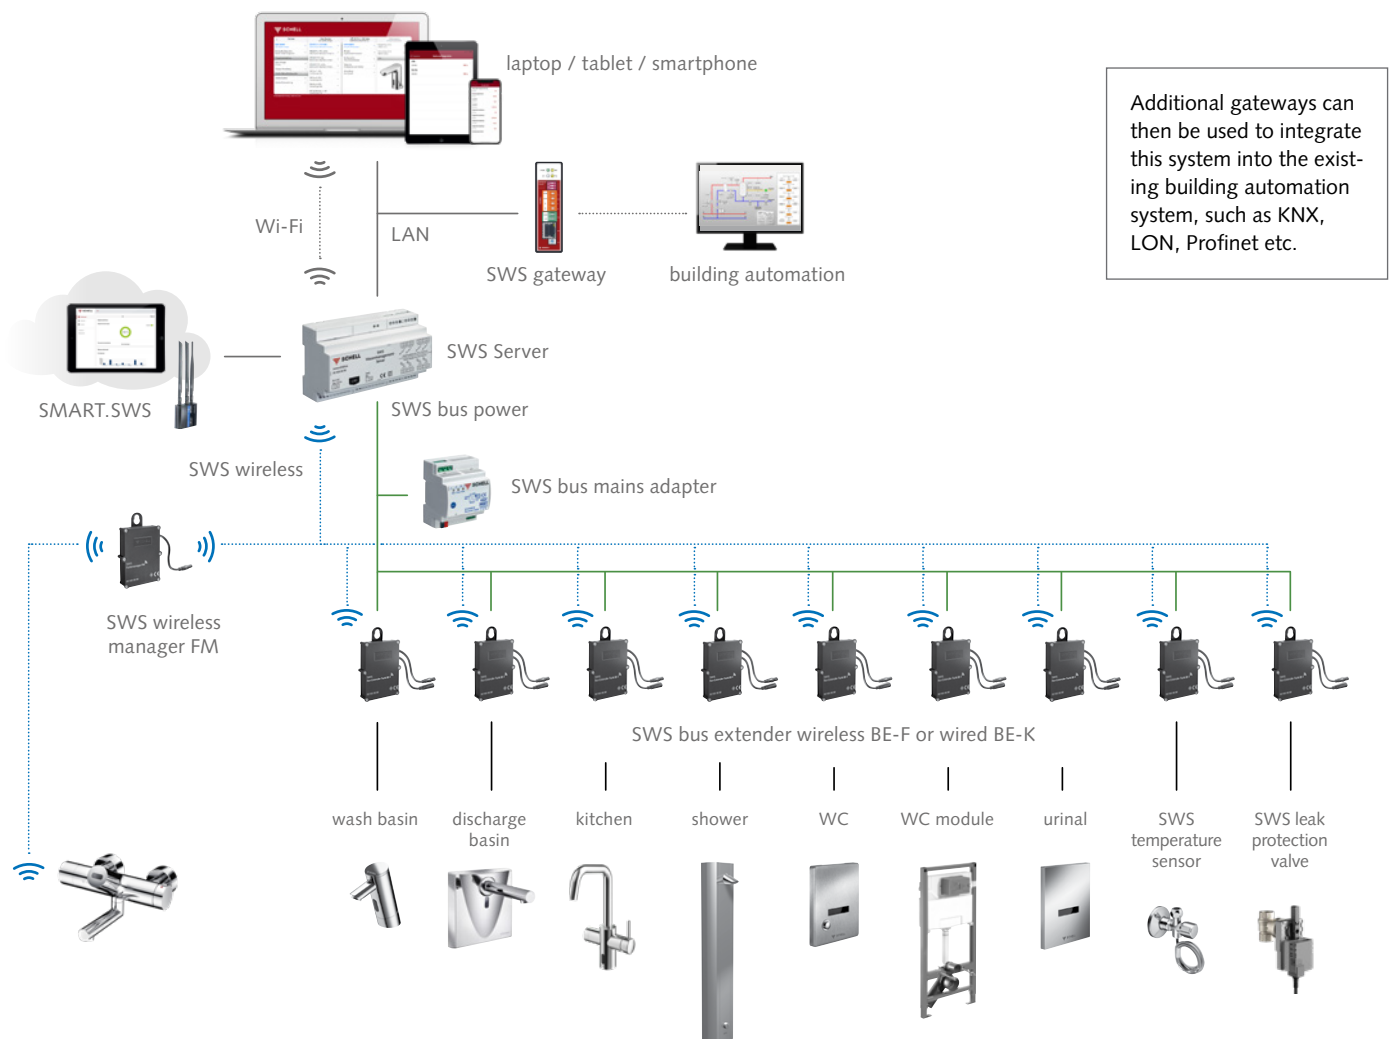 SCHELL
laptop / tablet / smartphone
Additional gateways can
then be used to integrate
this system into the exist-
ing building automation
system, such as KNX,
LON, Profinet etc.
Wi-Fi
LAN
SWS gateway
building automation
SCHELL
SWS Server
SMART.SWS
SWS bus power
SWS wireless
SCHELL
SWS bus mains adapter
SWS wireless
manager FM
SWS bus extender wireless BE-F or wired BE-K
wash basin
discharge
basin
kitchen
shower
WC
WC module
urinal
SWS
temperature
sensor
SWS leak
protection
valve